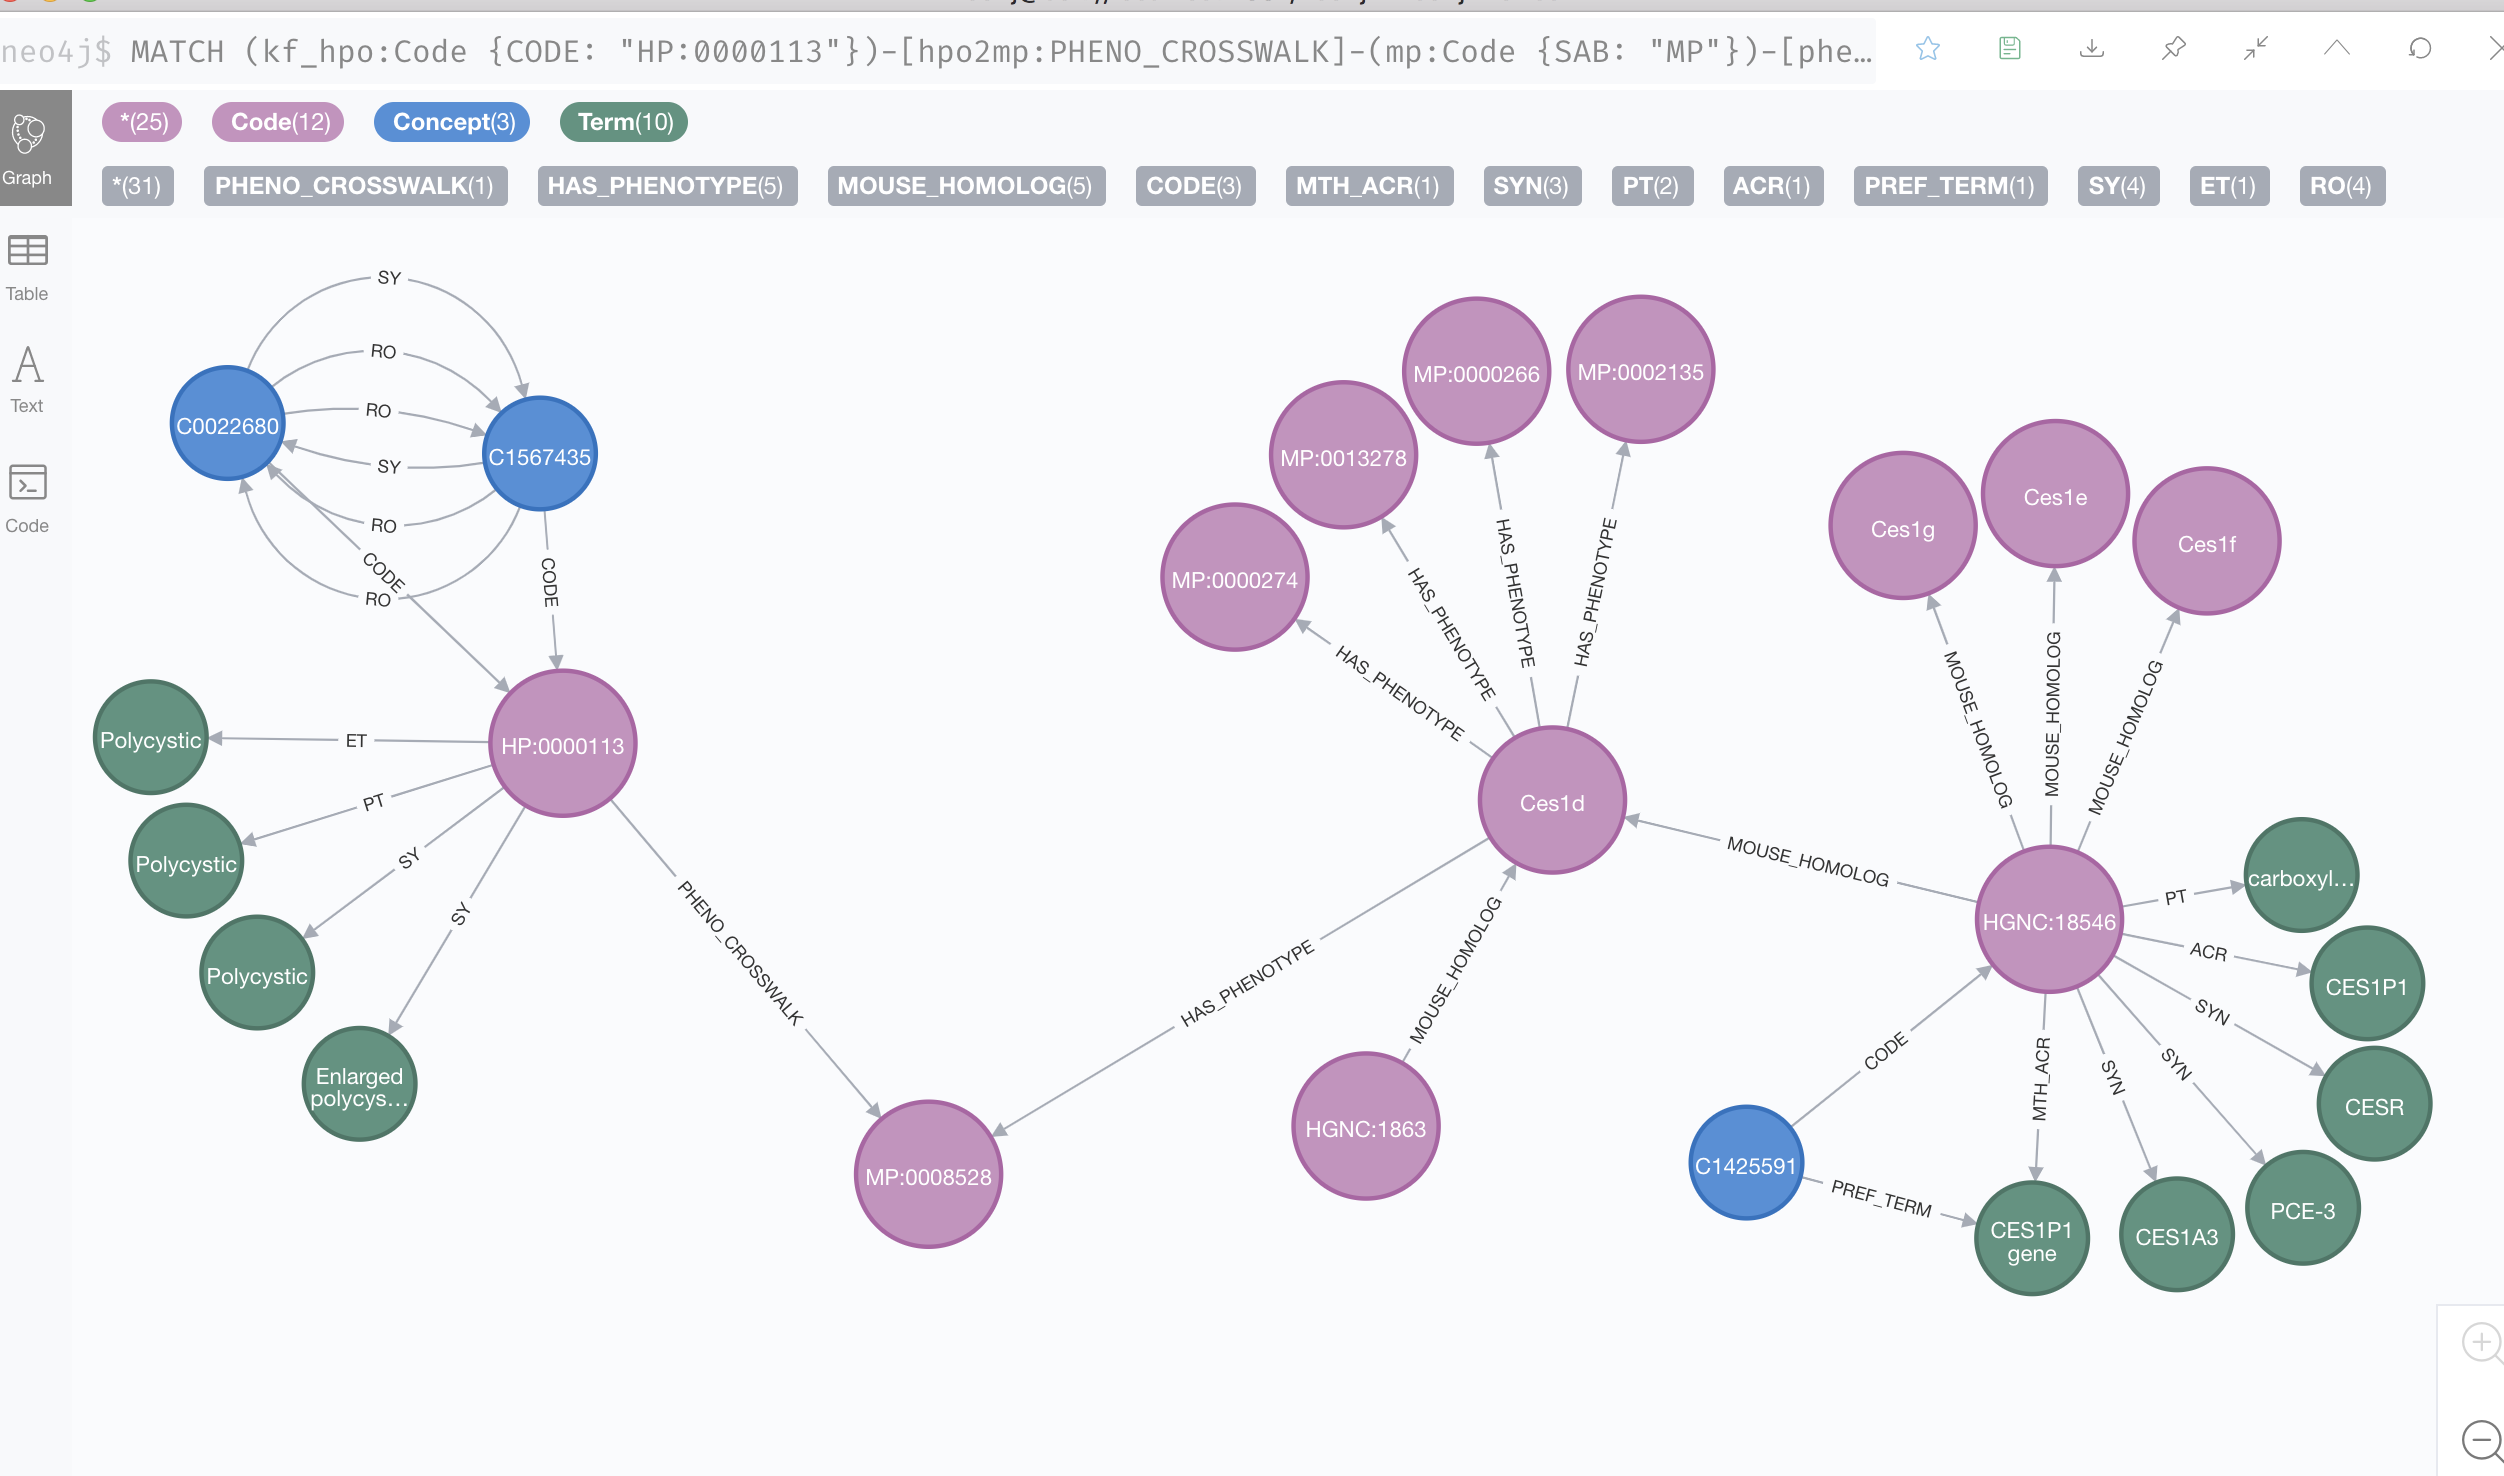 neo4j$ MATCH (kf_hpo:Code {CODE: "HP:0000113"})-[hpo2mp:PHENO_CROSSWALK]-(mp:Code {SAB: "MP"})-[phe…
*(25) Code(12) Concept(3) Term(10)
*(31) PHENO_CROSSWALK(1) HAS_PHENOTYPE(5) MOUSE_HOMOLOG(5) CODE(3) MTH_ACR(1) SYN(3) PT(2) ACR(1) PREF_TERM(1) SY(4) ET(1) RO(4)
Graph
Table
Text
Code
SY
RO
RO
SY
RO
RO
C0022680
C1567435
CODE
CODE
HP:0000113
ET
PT
SY
SY
Polycystic
Polycystic
Polycystic
Enlarged
polycys…
PHENO_CROSSWALK
MP:0008528
MP:0000274
MP:0013278
MP:0000266
MP:0002135
HAS_PHENOTYPE
HAS_PHENOTYPE
HAS_PHENOTYPE
HAS_PHENOTYPE
HAS_PHENOTYPE
Ces1d
MOUSE_HOMOLOG
HGNC:1863
MOUSE_HOMOLOG
Ces1g
Ces1e
Ces1f
MOUSE_HOMOLOG
MOUSE_HOMOLOG
MOUSE_HOMOLOG
HGNC:18546
PT
carboxyl…
ACR
CES1P1
SYN
CESR
SYN
PCE-3
SYN
CES1A3
MTH_ACR
CES1P1
gene
CODE
C1425591
PREF_TERM